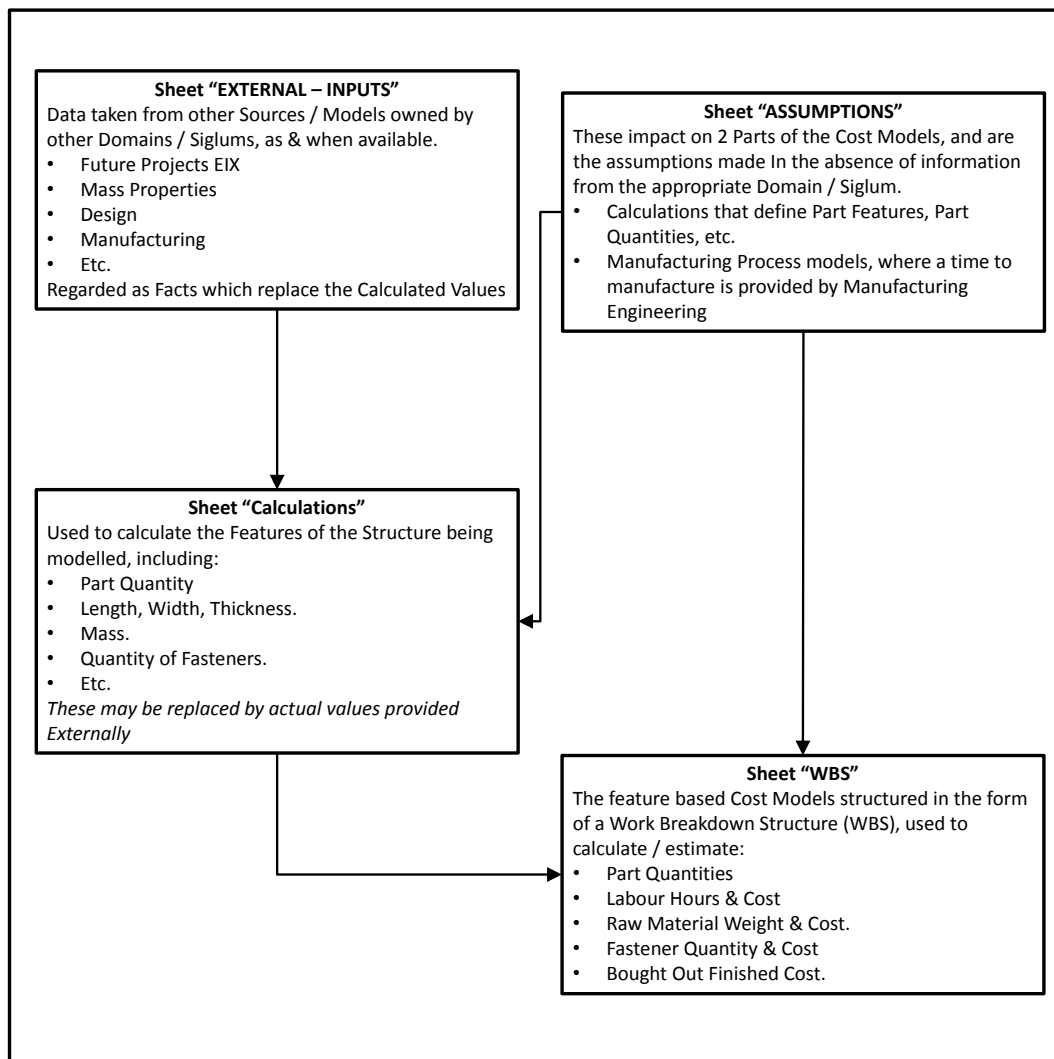 Sheet “EXTERNAL – INPUTS”
Data taken from other Sources / Models owned by
other Domains / Siglums, as & when available.
• Future Projects EIX
• Mass Properties
• Design
• Manufacturing
• Etc.
Regarded as Facts which replace the Calculated Values
Sheet “ASSUMPTIONS”
These impact on 2 Parts of the Cost Models, and are
the assumptions made In the absence of information
from the appropriate Domain / Siglum.
• Calculations that define Part Features, Part
Quantities, etc.
• Manufacturing Process models, where a time to
manufacture is provided by Manufacturing
Engineering
Sheet “Calculations”
Used to calculate the Features of the Structure being
modelled, including:
• Part Quantity
• Length, Width, Thickness.
• Mass.
• Quantity of Fasteners.
• Etc.
These may be replaced by actual values provided
Externally
Sheet “WBS”
The feature based Cost Models structured in the form
of a Work Breakdown Structure (WBS), used to
calculate / estimate:
• Part Quantities
• Labour Hours & Cost
• Raw Material Weight & Cost.
• Fastener Quantity & Cost
• Bought Out Finished Cost.